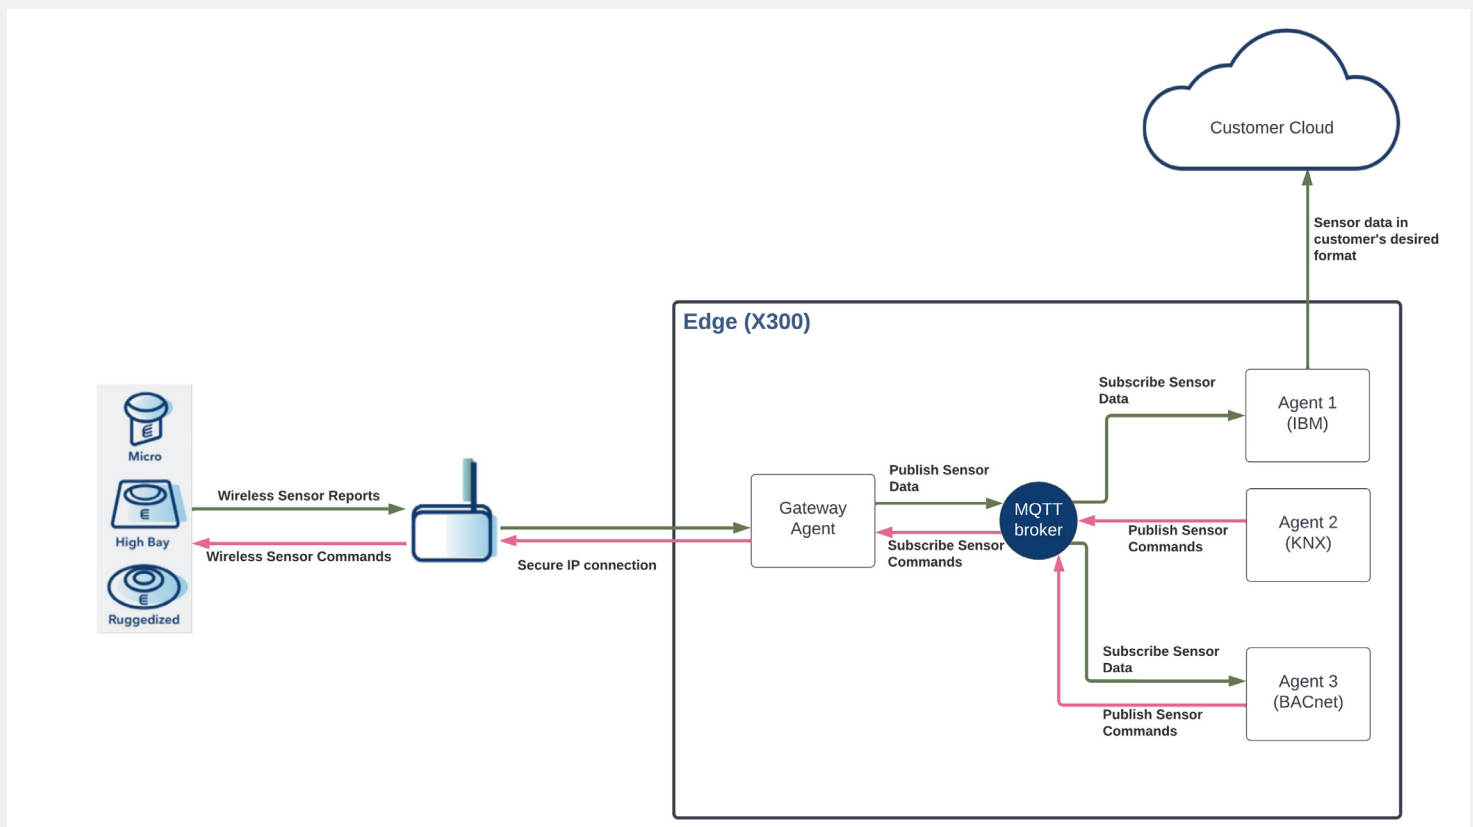 Customer Cloud
Sensor data in
customer's desired
format
Edge (X300)
Subscribe Sensor
Data
Agent 1
(IBM)
Micro
High Bay
Ruggedized
Wireless Sensor Reports
Wireless Sensor Commands
Secure IP connection
Gateway
Agent
Publish Sensor
Data
Subscribe Sensor
Commands
MQTT
broker
Publish Sensor
Commands
Agent 2
(KNX)
Subscribe Sensor
Data
Publish Sensor
Commands
Agent 3
(BACnet)